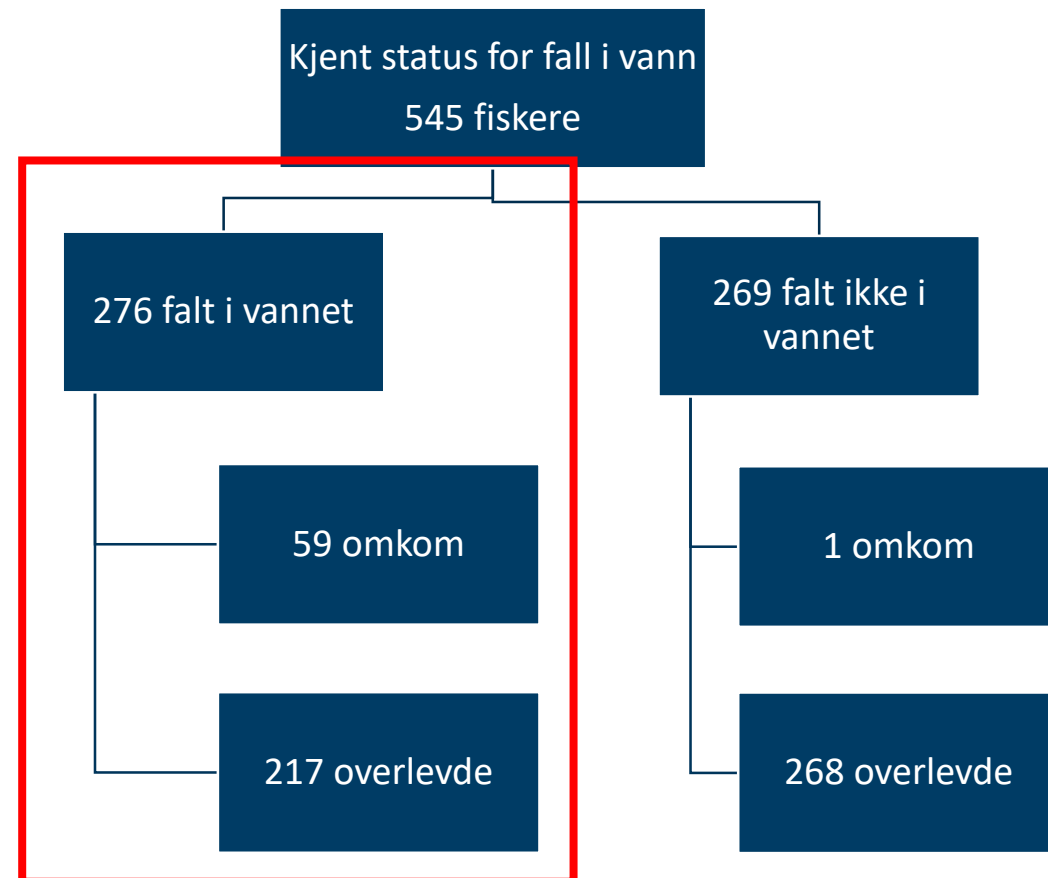 Kjent status for fall i vann
545 fiskere
276 falt i vannet
59 omkom
217 overlevde
269 falt ikke i
vannet
1 omkom
268 overlevde